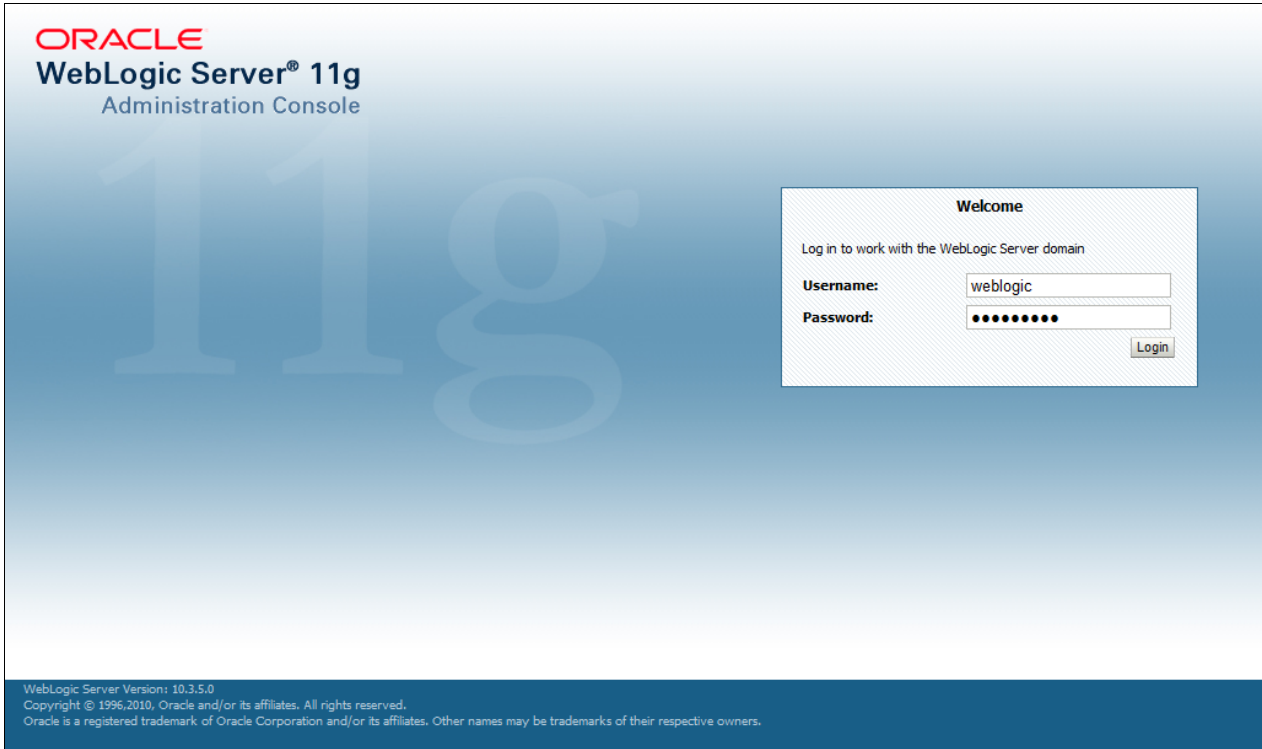 ORACLE
WebLogic Server® 11g
Administration Console
11g
Welcome
Log in to work with the WebLogic Server domain
Username: weblogic
Password: ●●●●●●●●●
Login
WebLogic Server Version: 10.3.5.0
Copyright © 1996,2010, Oracle and/or its affiliates. All rights reserved.
Oracle is a registered trademark of Oracle Corporation and/or its affiliates. Other names may be trademarks of their respective owners.